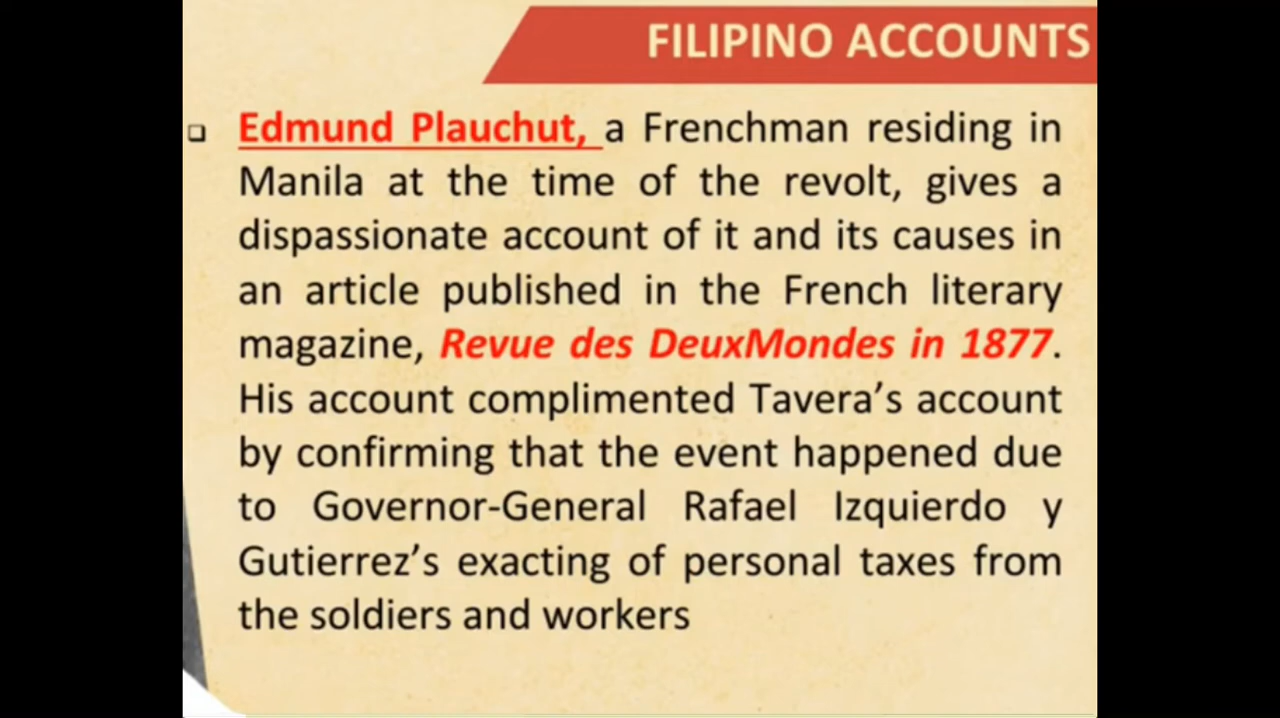 FILIPINO ACCOUNTS
Edmund Plauchut, a Frenchman residing in
Manila at the time of the revolt, gives a
dispassionate account of it and its causes in
an article published in the French literary
magazine, Revue des DeuxMondes in 1877.
His account complimented Tavera’s account
by confirming that the event happened due
to Governor-General Rafael Izquierdo y
Gutierrez’s exacting of personal taxes from
the soldiers and workers